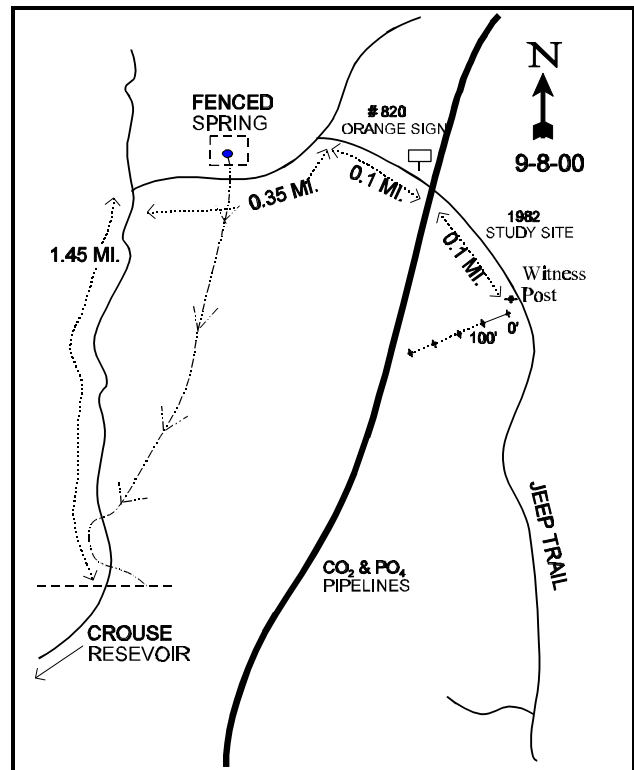 N
9-8-00
FENCED
SPRING
# 820
ORANGE SIGN
0.35 MI.
0.1 MI.
1982
STUDY SITE
1.45 MI.
0.1 MI.
Witness
Post
0'
100'
JEEP TRAIL
CO₂ & PO₄
PIPELINES
CROUSE
RESEVOIR